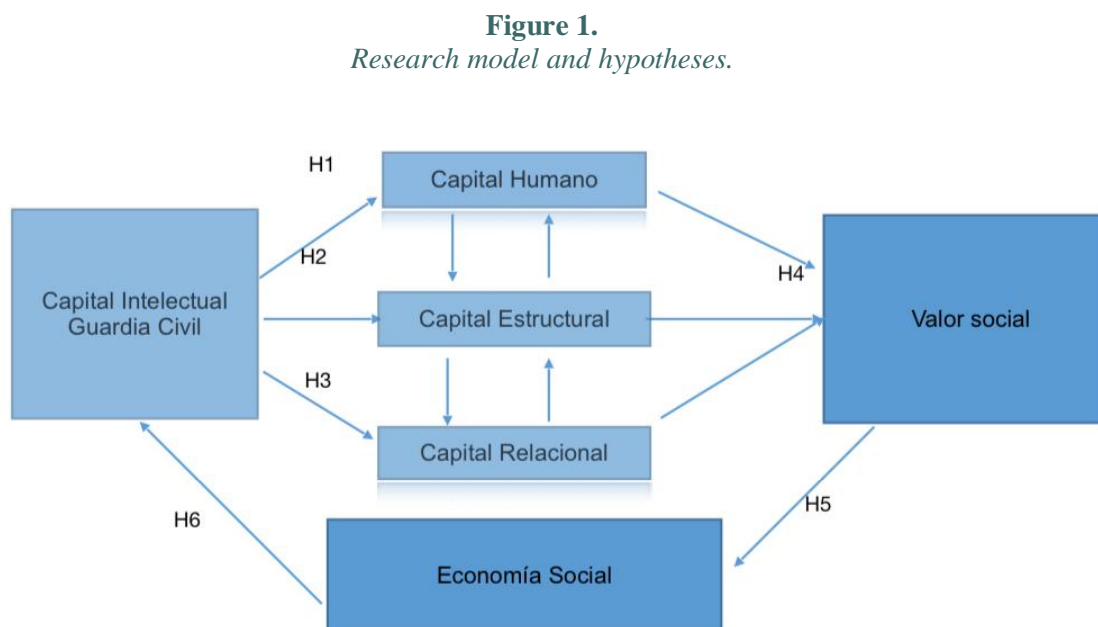 Figure 1.
Research model and hypotheses.
H1
Capital Humano
H2
H4
Capital Intelectual
Guardia Civil
Capital Estructural
Valor social
H3
Capital Relacional
H5
H6
Economía Social